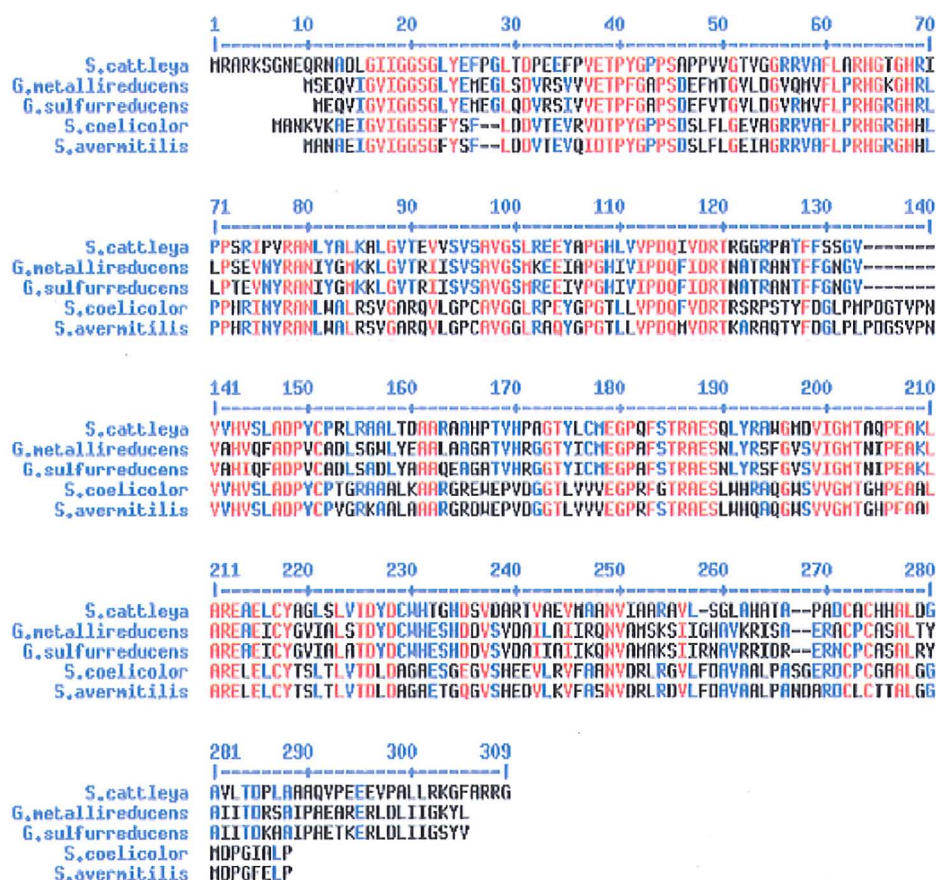 1 10 20 30 40 50 60 70
S.cattleya MRARKSGNEQRNADLGIIGGSGLYEFPGLTDPEEFPVETPYGPPSAPPVVGTVGGRRVAFLARHGTGHRI
G.metallireducens MSEQVIGVIGGSGLYEMEGLSDVRSVVVETPFGAPSDEFMTGVLDGVQMVFLPRHGKGHRL
G.sulfurreducens MEQVIGVIGGSGLYEMEGLQDVRSIVVETPFGAPSDEFVTGVLDGVRMVFLPRHGRGHRL
S.coelicolor MANKVKAEIGVIGGSGFYSF--LDDVTEVRVDTPYGPPSDSLFLGEVAGRRVAFLPRHGRGHHL
S.avermitilis MANAEIGVIGGSGFYSF--LDDVTEVQIDTPYGPPSDSLFLGEIAGRRVAFLPRHGRGHHL
71 80 90 100 110 120 130 140
S.cattleya PPSRIPVRANLYALKALGVTEVVSVSAVGSLREEYAPGHLVVPDQIVDRTRGGRPATFFSSGV-------
G.metallireducens LPSEVNYRANIYGMKKLGVTRIISVSAVGSMKEEIAPGHIVIPDQFIDRTNATRANTFFGNGV-------
G.sulfurreducens LPTEVNYRANIYGMKKLGVTRIISVSAVGSMREEIVPGHIVIPDQFIDRTNATRANTFFGNGV-------
S.coelicolor PPHRINYRANLWALRSVGARQVLGPCAVGGLRPEYGPGTLLVPDQFVDRTRSRPSTYFDGLPMPDGTVPN
S.avermitilis PPHRINYRANLWALRSVGARQVLGPCAVGGLRAQYGPGTLLVPDQMVDRTKARAQTYFDGLPLPDGSVPN
141 150 160 170 180 190 200 210
S.cattleya VVHVSLADPYCPRLRAALTDAARAAHPTVHPAGTYLCMEGPQFSTRAESQLYRAWGMDVIGMTAQPEAKL
G.metallireducens VAHVQFADPVCADLSGWLYEAALAAGATVHRGGTYICMEGPAFSTRAESNLYRSFGVSVIGMTNIPEAKL
G.sulfurreducens VAHIQFADPVCADLSADLYAAAQEAGATVHRGGTYICMEGPAFSTRAESNLYRSFGVSVIGMTNIPEAKL
S.coelicolor VVHVSLADPYCPTGRAAALKAARGREWEPVDGGTLVVVEGPRFGTRAESLWHRAQGWSVVGMTGHPEAAL
S.avermitilis VVHVSLADPYCPVGRKAALAAARGRDWEPVDGGTLVVVEGPRFSTRAESLWHQAQGWSVVGMTGHPEAAL
211 220 230 240 250 260 270 280
S.cattleya AREAELCYAGLSLVTDYDCWHTGHDSVDARTVAEVMAANVIAARAVL-SGLAHATA--PADCACHHALDG
G.metallireducens AREAEICYGVIALSTDYDCWHESHDDVSVDAILAIIRQNVAMSKSIIGHAVKRISA--ERACPCASALTY
G.sulfurreducens AREAEICYGVIALATDYDCWHESHDDVSVDAIIAIIKQNVAMAKSIIRNAVRRIDR--ERNCPCASALRY
S.coelicolor ARELELCYTSLTLVTDLDAGAESGEGVSHEEVLRVFAANVDRLRGVLFDAVAALPASGERDCPCGAALGG
S.avermitilis ARELELCYTSLTLVTDLDAGAETGQGVSHEDVLKVFASNVDRLRDVLFDAVAALPANDARDCLCTTALGG
281 290 300 309
S.cattleya AVLTDPLAAAQVPEEEVPALLRKGFARRG
G.metallireducens AIITDRSAIPAEARERLDLIIGKYL
G.sulfurreducens AIITDKAAIPAETKERLDLIIGSYV
S.coelicolor MDPGIALP
S.avermitilis MDPGFELP